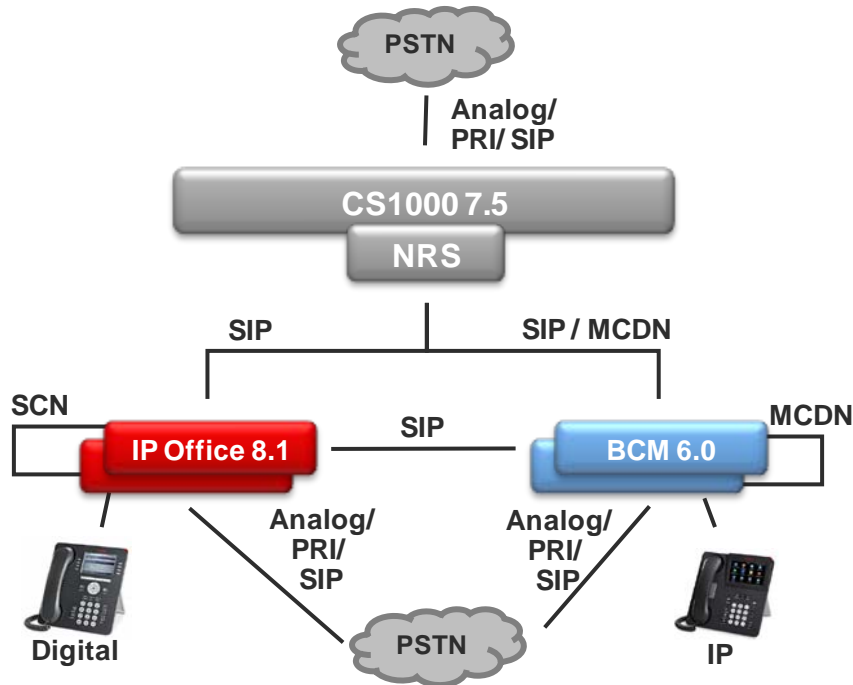 PSTN
Analog/
PRI/ SIP
CS1000 7.5
NRS
SIP
SIP / MCDN
SCN
MCDN
IP Office 8.1
SIP
BCM 6.0
Analog/
PRI/
SIP
Analog/
PRI/
SIP
Digital
PSTN
IP